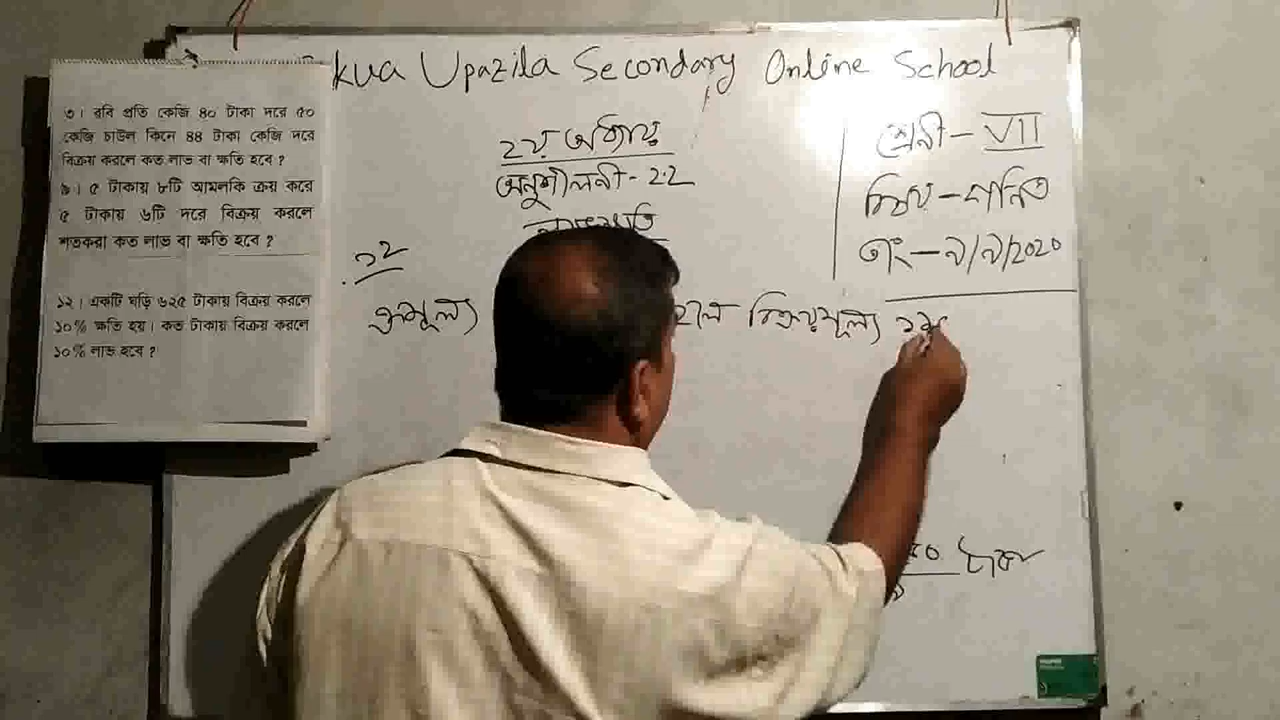 kua Upazila Secondary Online School
৩। রবি প্রতি কেজি ৪০ টাকা দরে ৫০
কেজি চাউল কিনে ৪৪ টাকা কেজি দরে
বিক্রয় করলে কত লাভ বা ক্ষতি হবে ?
৯। ৫ টাকায় ৮টি আমলকি ক্রয় করে
৫ টাকায় ৬টি দরে বিক্রয় করলে
শতকরা কত লাভ বা ক্ষতি হবে ?
১২। একটি ঘড়ি ৬২৫ টাকায় বিক্রয় করলে
১০% ক্ষতি হয়। কত টাকায় বিক্রয় করলে
১০% লাভ হবে ?
২য় অধ্যায়
অনুশীলনী - ২.২
শ্রেনী - VII
বিষয় - গনিত
তাং - ৯/৯/২০২০
১২
ক্রয়মূল্য হলে বিক্রয়মূল্য
টাকা